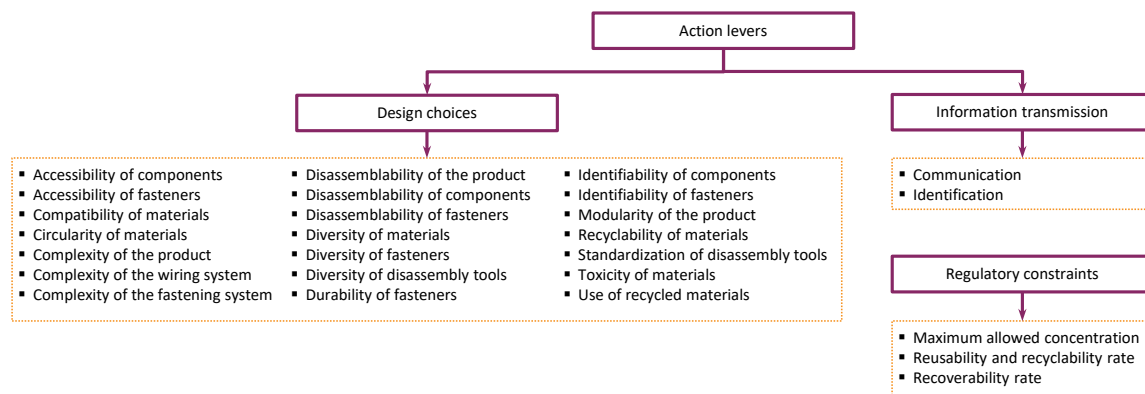 Action levers
Design choices
Information transmission
▪ Accessibility of components
▪ Accessibility of fasteners
▪ Compatibility of materials
▪ Circularity of materials
▪ Complexity of the product
▪ Complexity of the wiring system
▪ Complexity of the fastening system
▪ Disassemblability of the product
▪ Disassemblability of components
▪ Disassemblability of fasteners
▪ Diversity of materials
▪ Diversity of fasteners
▪ Diversity of disassembly tools
▪ Durability of fasteners
▪ Identifiability of components
▪ Identifiability of fasteners
▪ Modularity of the product
▪ Recyclability of materials
▪ Standardization of disassembly tools
▪ Toxicity of materials
▪ Use of recycled materials
▪ Communication
▪ Identification
Regulatory constraints
▪ Maximum allowed concentration
▪ Reusability and recyclability rate
▪ Recoverability rate